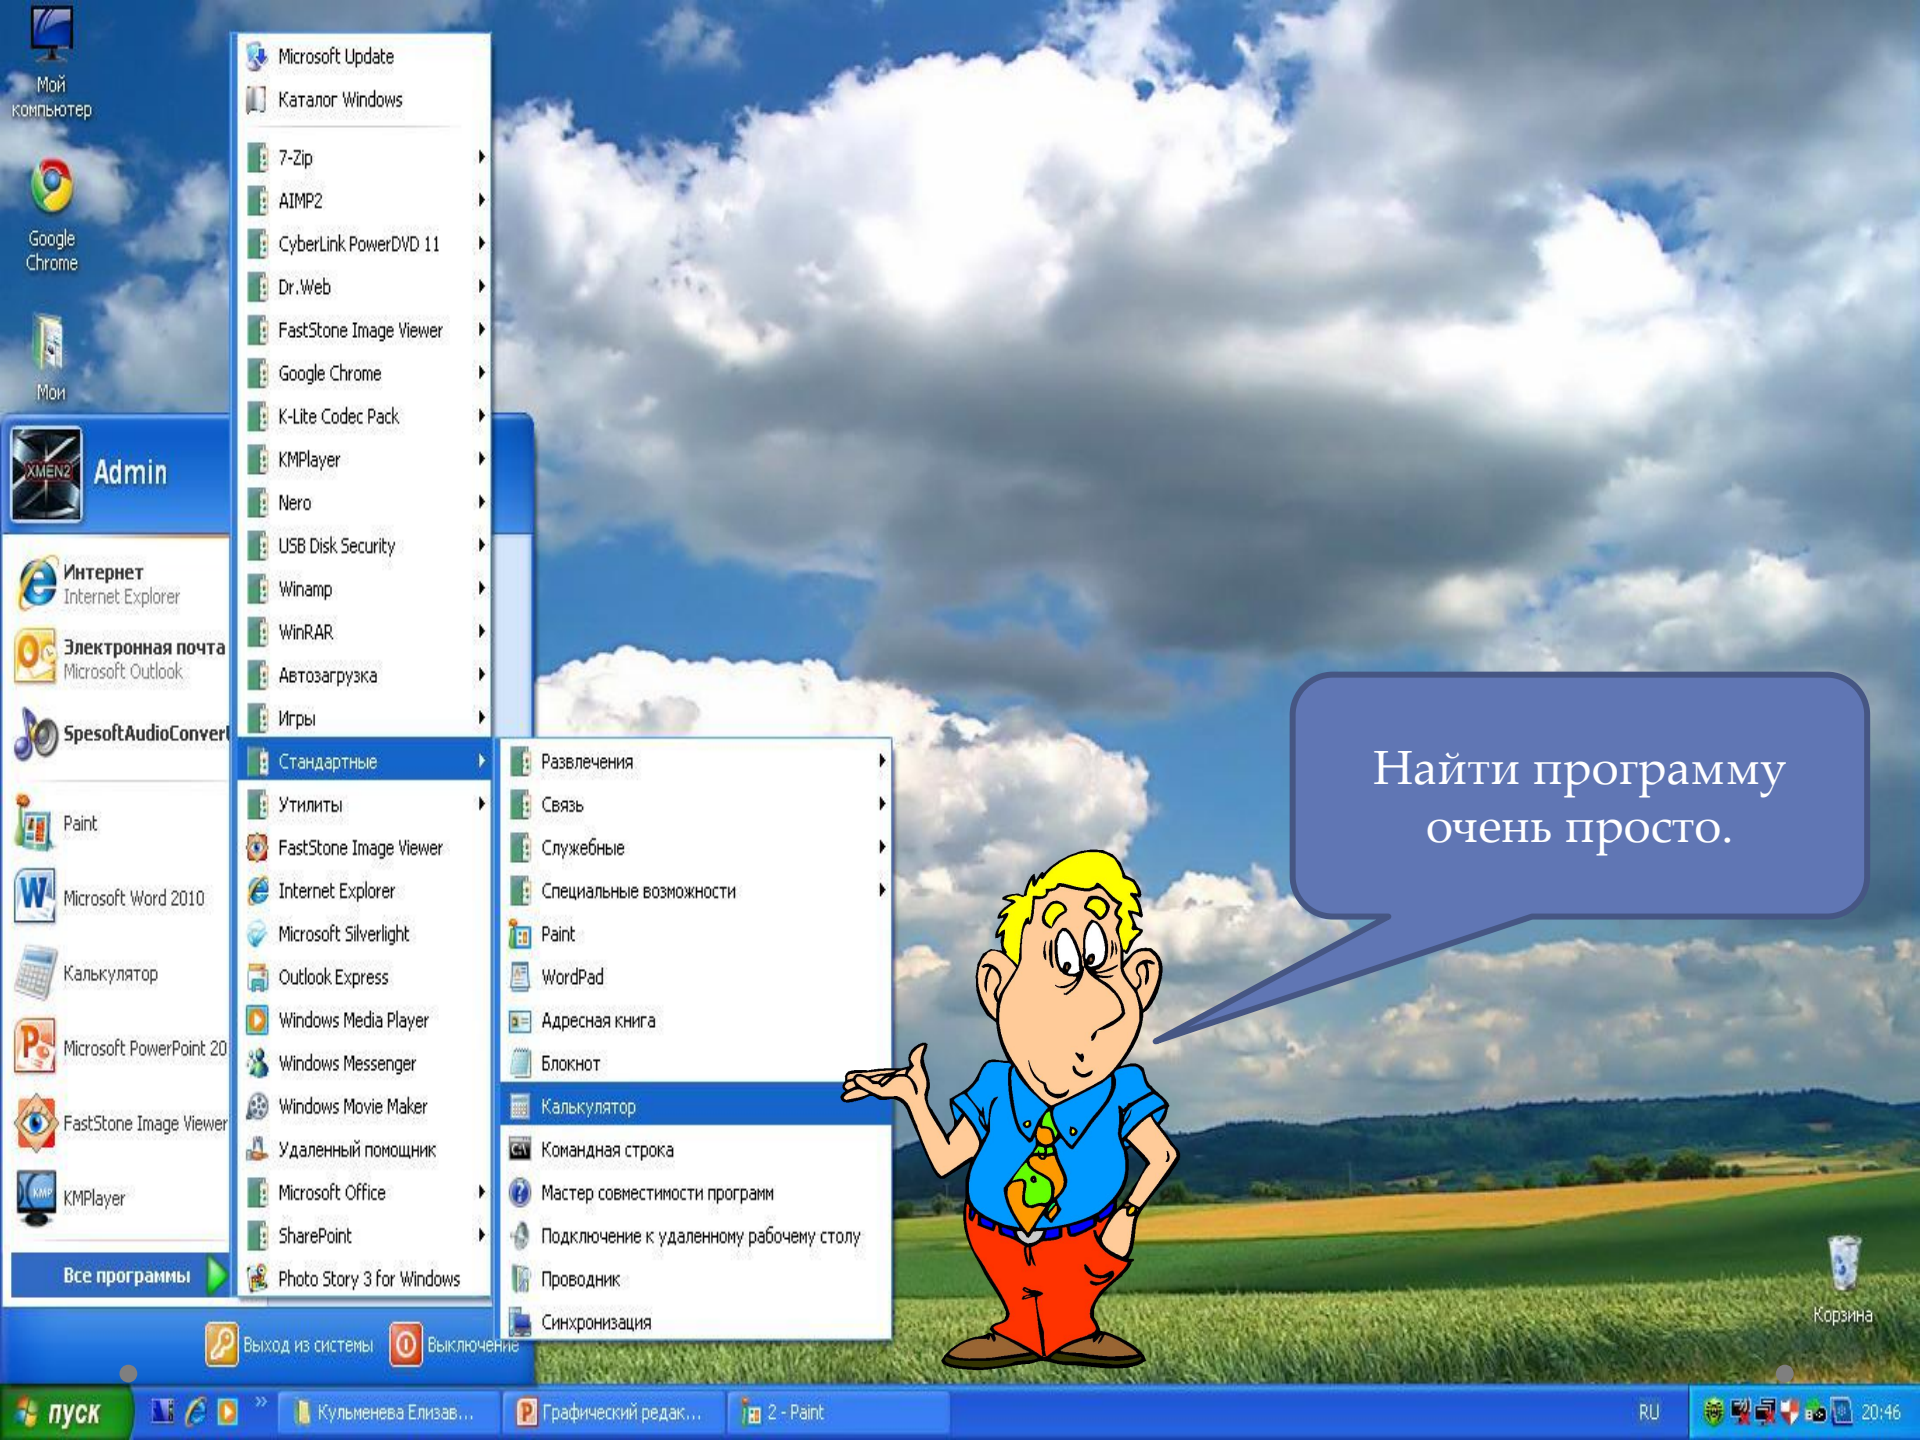 Мой
компьютер
Google
Chrome
Мои
XMEN2
Admin
Интернет
Internet Explorer
Электронная почта
Microsoft Outlook
SpesoftAudioConver
Paint
Microsoft Word 2010
Калькулятор
Microsoft PowerPoint 20
FastStone Image Viewer
KMP
KMPlayer
Все программы
Выход из системы
Выключение
Microsoft Update
Каталог Windows
7-Zip
AIMP2
CyberLink PowerDVD 11
Dr.Web
FastStone Image Viewer
Google Chrome
K-Lite Codec Pack
KMPlayer
Nero
USB Disk Security
Winamp
WinRAR
Автозагрузка
Игры
Стандартные
Утилиты
FastStone Image Viewer
Internet Explorer
Microsoft Silverlight
Outlook Express
Windows Media Player
Windows Messenger
Windows Movie Maker
Удаленный помощник
Microsoft Office
SharePoint
Photo Story 3 for Windows
Развлечения
Связь
Служебные
Специальные возможности
Paint
WordPad
Адресная книга
Блокнот
Калькулятор
Командная строка
Мастер совместимости программ
Подключение к удаленному рабочему столу
Проводник
Синхронизация
Найти программу
очень просто.
Корзина
пуск
Кульменева Елизав...
Графический редак...
2 - Paint
RU
20:46